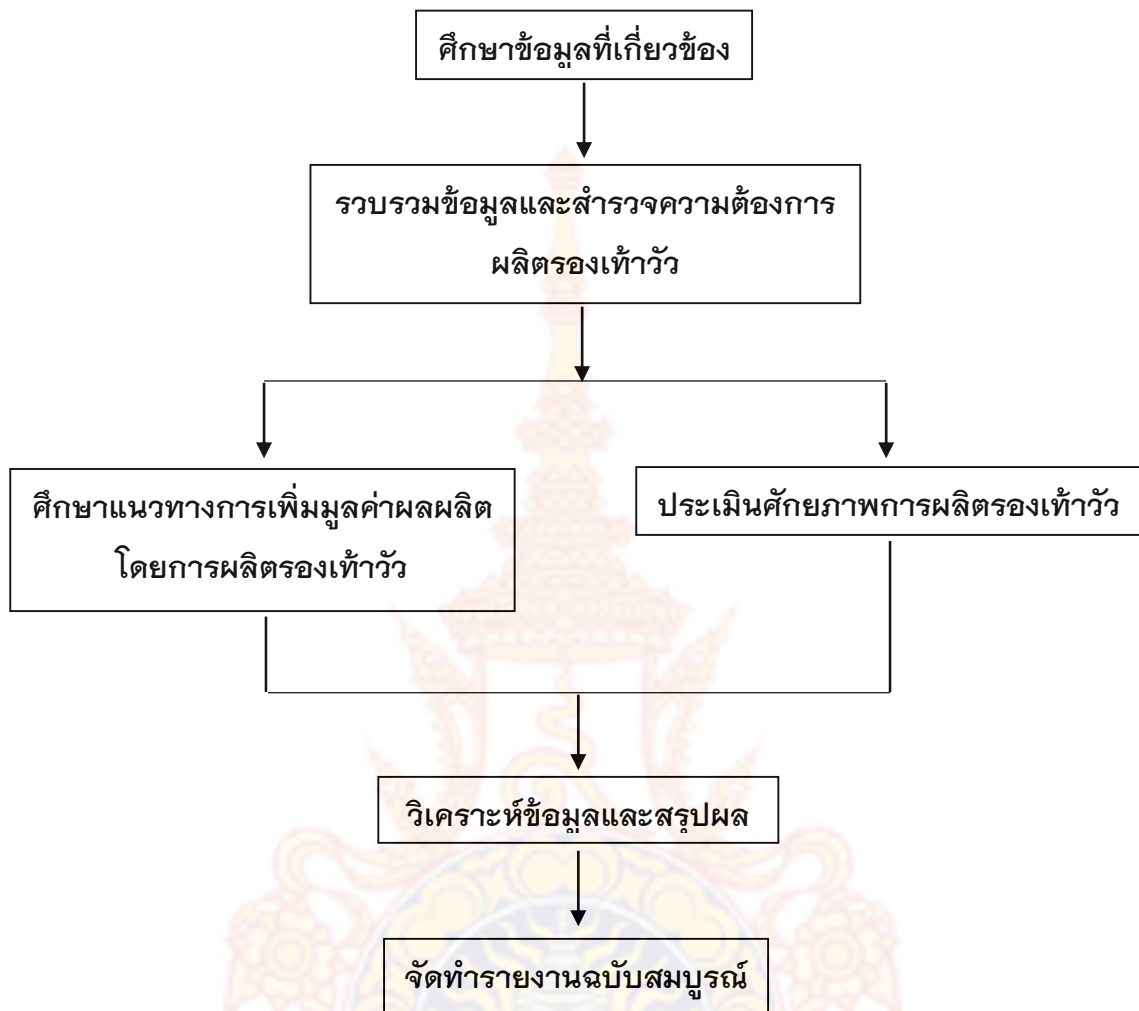 ศึกษาข้อมูลที่เกี่ยวข้อง
รวบรวมข้อมูลและสำรวจความต้องการ
ผลิตรองเท้าวัว
ศึกษาแนวทางการเพิ่มมูลค่าผลผลิต
โดยการผลิตรองเท้าวัว
ประเมินศักยภาพการผลิตรองเท้าวัว
วิเคราะห์ข้อมูลและสรุปผล
จัดทำรายงานฉบับสมบูรณ์